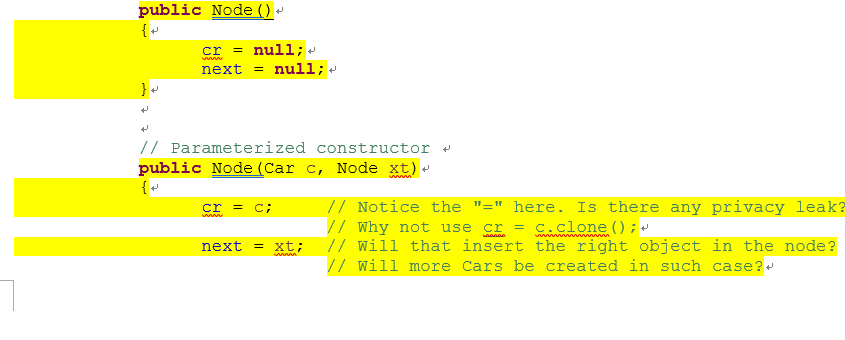 public Node()
{
cr = null;
next = null;
}
// Parameterized constructor
public Node(Car c, Node xt)
{
cr = c; // Notice the "=" here. Is there any privacy leak?
// Why not use cr = c.clone();
next = xt; // Will that insert the right object in the node?
// Will more Cars be created in such case?